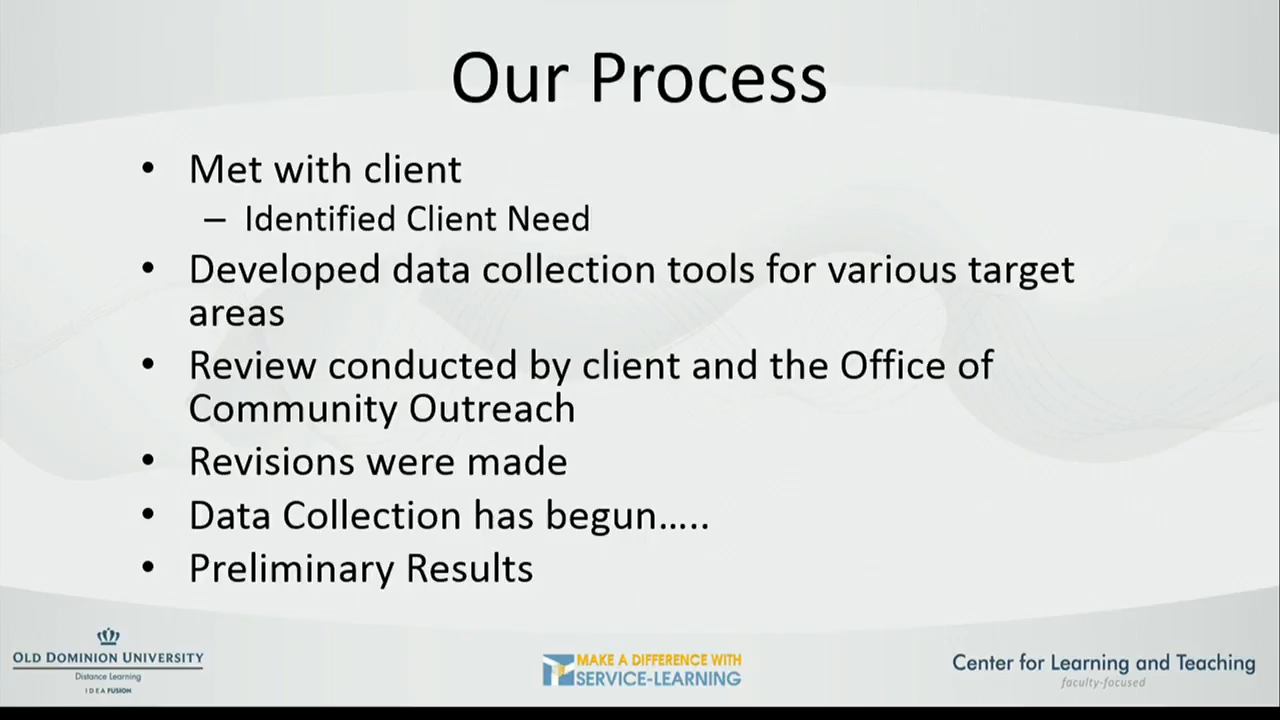 Our Process
• Met with client
– Identified Client Need
• Developed data collection tools for various target
areas
• Review conducted by client and the Office of
Community Outreach
• Revisions were made
• Data Collection has begun…..
• Preliminary Results
OLD DOMINION UNIVERSITY
Distance Learning
IDEA FUSION
MAKE A DIFFERENCE WITH
SERVICE-LEARNING
Center for Learning and Teaching
faculty-focused